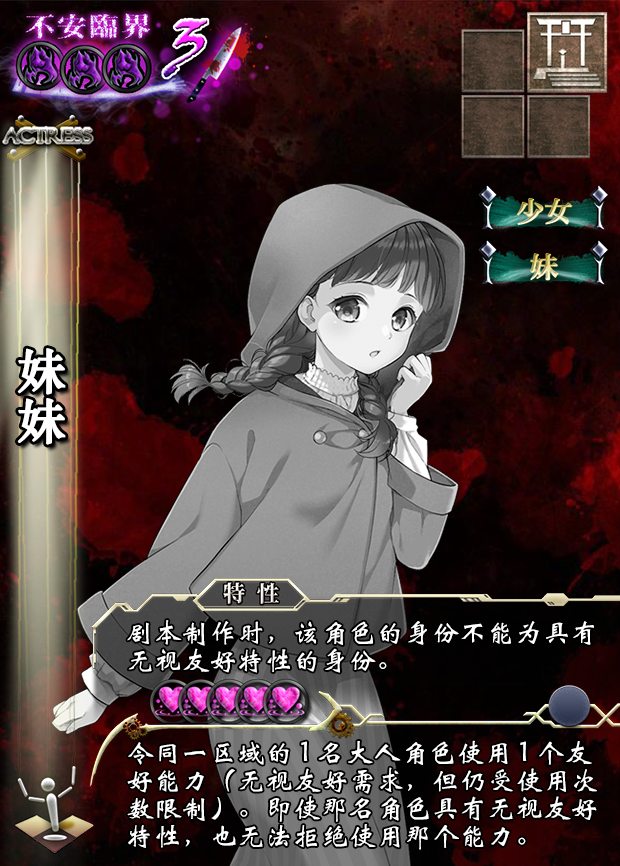 不安臨界
3
ACTRESS
少女
妹
妹妹
特性
剧本制作时，该角色的身份不能为具有
无视友好特性的身份。
令同一区域的1名大人角色使用1个友
好能力（无视友好需求，但仍受使用次
数限制）。即使那名角色具有无视友好
特性，也无法拒绝使用那个能力。